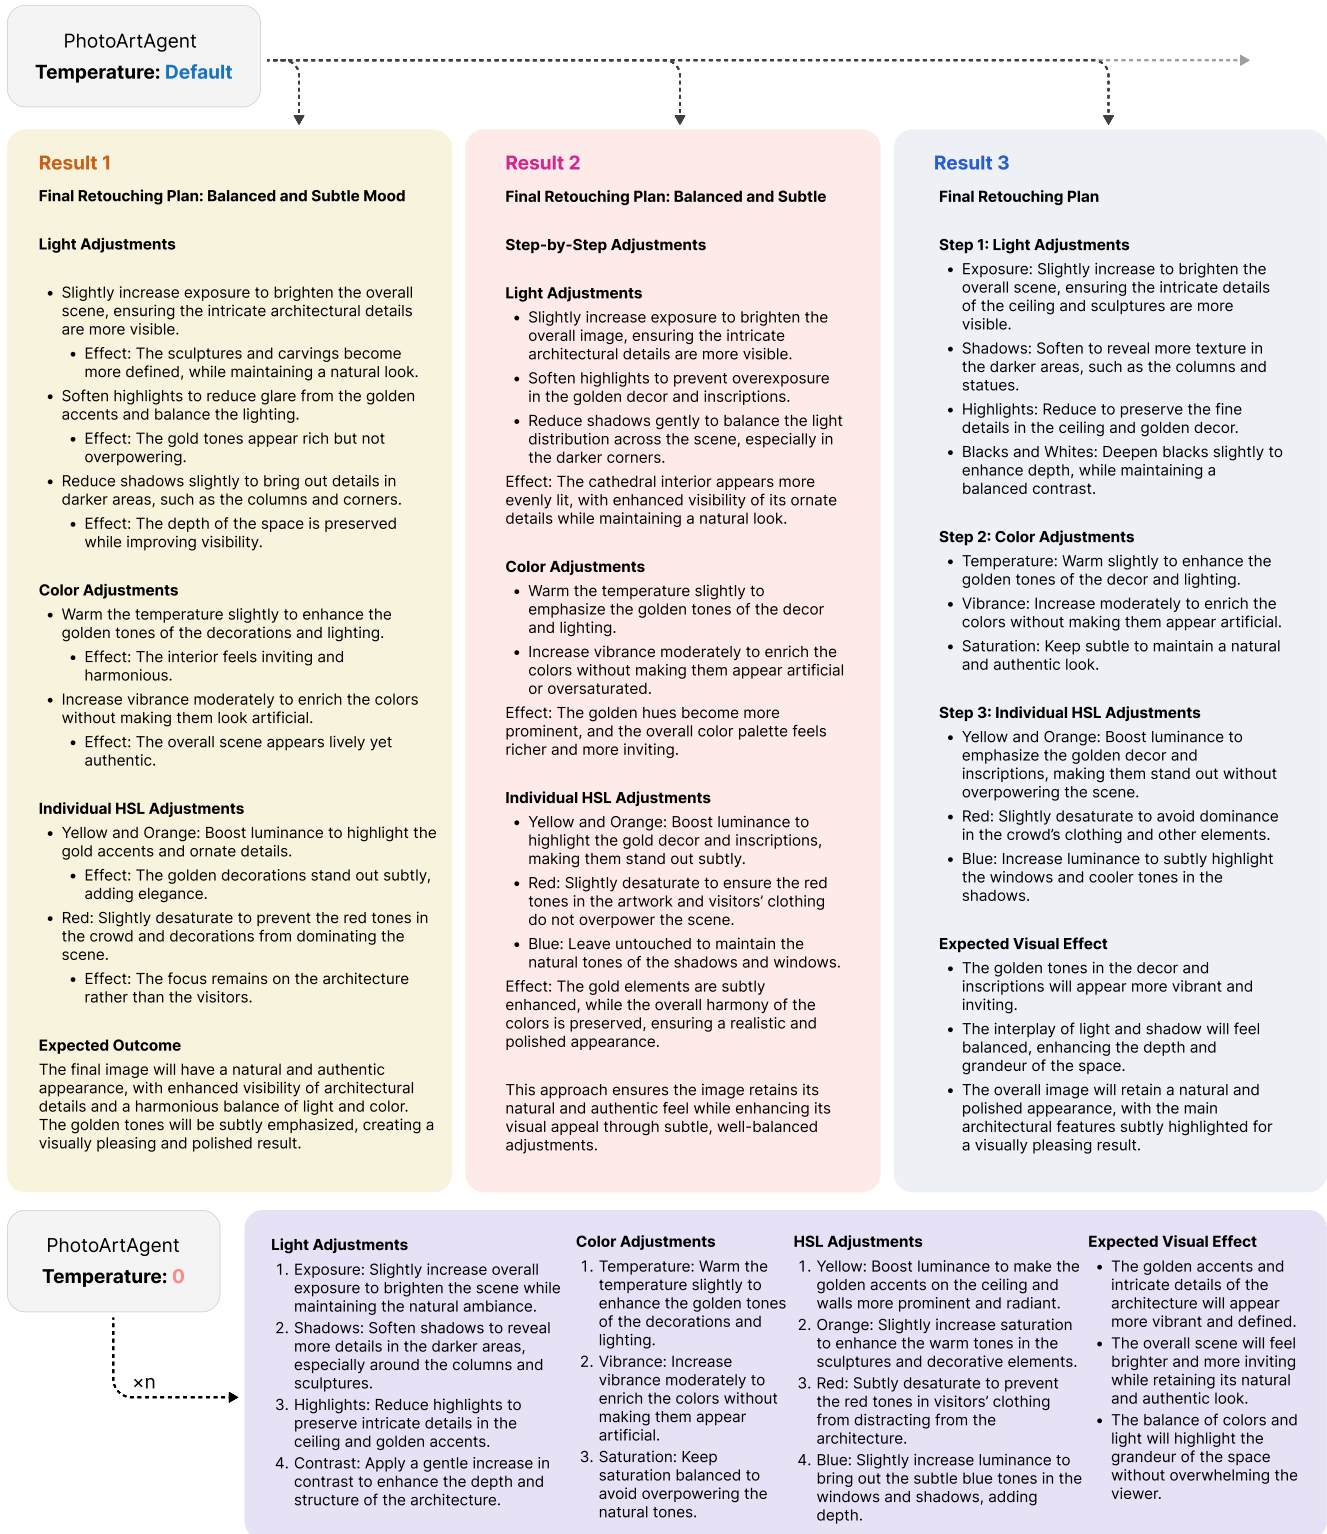 PhotoArtAgent
Temperature: Default
Result 1
Final Retouching Plan: Balanced and Subtle Mood
Light Adjustments
• Slightly increase exposure to brighten the overall
scene, ensuring the intricate architectural details
are more visible.
• Effect: The sculptures and carvings become
more defined, while maintaining a natural look.
• Soften highlights to reduce glare from the golden
accents and balance the lighting.
• Effect: The gold tones appear rich but not
overpowering.
• Reduce shadows slightly to bring out details in
darker areas, such as the columns and corners.
• Effect: The depth of the space is preserved
while improving visibility.
Color Adjustments
• Warm the temperature slightly to enhance the
golden tones of the decorations and lighting.
• Effect: The interior feels inviting and
harmonious.
• Increase vibrance moderately to enrich the colors
without making them look artificial.
• Effect: The overall scene appears lively yet
authentic.
Individual HSL Adjustments
• Yellow and Orange: Boost luminance to highlight the
gold accents and ornate details.
• Effect: The golden decorations stand out subtly,
adding elegance.
• Red: Slightly desaturate to prevent the red tones in
the crowd and decorations from dominating the
scene.
• Effect: The focus remains on the architecture
rather than the visitors.
Expected Outcome
The final image will have a natural and authentic
appearance, with enhanced visibility of architectural
details and a harmonious balance of light and color.
The golden tones will be subtly emphasized, creating a
visually pleasing and polished result.
Result 2
Final Retouching Plan: Balanced and Subtle
Step-by-Step Adjustments
Light Adjustments
• Slightly increase exposure to brighten the
overall image, ensuring the intricate
architectural details are more visible.
• Soften highlights to prevent overexposure
in the golden decor and inscriptions.
• Reduce shadows gently to balance the light
distribution across the scene, especially in
the darker corners.
Effect: The cathedral interior appears more
evenly lit, with enhanced visibility of its ornate
details while maintaining a natural look.
Color Adjustments
• Warm the temperature slightly to
emphasize the golden tones of the decor
and lighting.
• Increase vibrance moderately to enrich the
colors without making them appear artificial
or oversaturated.
Effect: The golden hues become more
prominent, and the overall color palette feels
richer and more inviting.
Individual HSL Adjustments
• Yellow and Orange: Boost luminance to
highlight the gold decor and inscriptions,
making them stand out subtly.
• Red: Slightly desaturate to ensure the red
tones in the artwork and visitors’ clothing
do not overpower the scene.
• Blue: Leave untouched to maintain the
natural tones of the shadows and windows.
Effect: The gold elements are subtly
enhanced, while the overall harmony of the
colors is preserved, ensuring a realistic and
polished appearance.
This approach ensures the image retains its
natural and authentic feel while enhancing its
visual appeal through subtle, well-balanced
adjustments.
Result 3
Final Retouching Plan
Step 1: Light Adjustments
• Exposure: Slightly increase to brighten the
overall scene, ensuring the intricate details
of the ceiling and sculptures are more
visible.
• Shadows: Soften to reveal more texture in
the darker areas, such as the columns and
statues.
• Highlights: Reduce to preserve the fine
details in the ceiling and golden decor.
• Blacks and Whites: Deepen blacks slightly to
enhance depth, while maintaining a
balanced contrast.
Step 2: Color Adjustments
• Temperature: Warm slightly to enhance the
golden tones of the decor and lighting.
• Vibrance: Increase moderately to enrich the
colors without making them appear artificial.
• Saturation: Keep subtle to maintain a natural
and authentic look.
Step 3: Individual HSL Adjustments
• Yellow and Orange: Boost luminance to
emphasize the golden decor and
inscriptions, making them stand out without
overpowering the scene.
• Red: Slightly desaturate to avoid dominance
in the crowd’s clothing and other elements.
• Blue: Increase luminance to subtly highlight
the windows and cooler tones in the
shadows.
Expected Visual Effect
• The golden tones in the decor and
inscriptions will appear more vibrant and
inviting.
• The interplay of light and shadow will feel
balanced, enhancing the depth and
grandeur of the space.
• The overall image will retain a natural and
polished appearance, with the main
architectural features subtly highlighted for
a visually pleasing result.
PhotoArtAgent
Temperature: 0
×n
Light Adjustments
1. Exposure: Slightly increase overall
exposure to brighten the scene while
maintaining the natural ambiance.
2. Shadows: Soften shadows to reveal
more details in the darker areas,
especially around the columns and
sculptures.
3. Highlights: Reduce highlights to
preserve intricate details in the
ceiling and golden accents.
4. Contrast: Apply a gentle increase in
contrast to enhance the depth and
structure of the architecture.
Color Adjustments
1. Temperature: Warm the
temperature slightly to
enhance the golden tones
of the decorations and
lighting.
2. Vibrance: Increase
vibrance moderately to
enrich the colors without
making them appear
artificial.
3. Saturation: Keep
saturation balanced to
avoid overpowering the
natural tones.
HSL Adjustments
1. Yellow: Boost luminance to make the
golden accents on the ceiling and
walls more prominent and radiant.
2. Orange: Slightly increase saturation
to enhance the warm tones in the
sculptures and decorative elements.
3. Red: Subtly desaturate to prevent
the red tones in visitors’ clothing
from distracting from the
architecture.
4. Blue: Slightly increase luminance to
bring out the subtle blue tones in the
windows and shadows, adding
depth.
Expected Visual Effect
• The golden accents and
intricate details of the
architecture will appear
more vibrant and defined.
• The overall scene will feel
brighter and more inviting
while retaining its natural
and authentic look.
• The balance of colors and
light will highlight the
grandeur of the space
without overwhelming the
viewer.